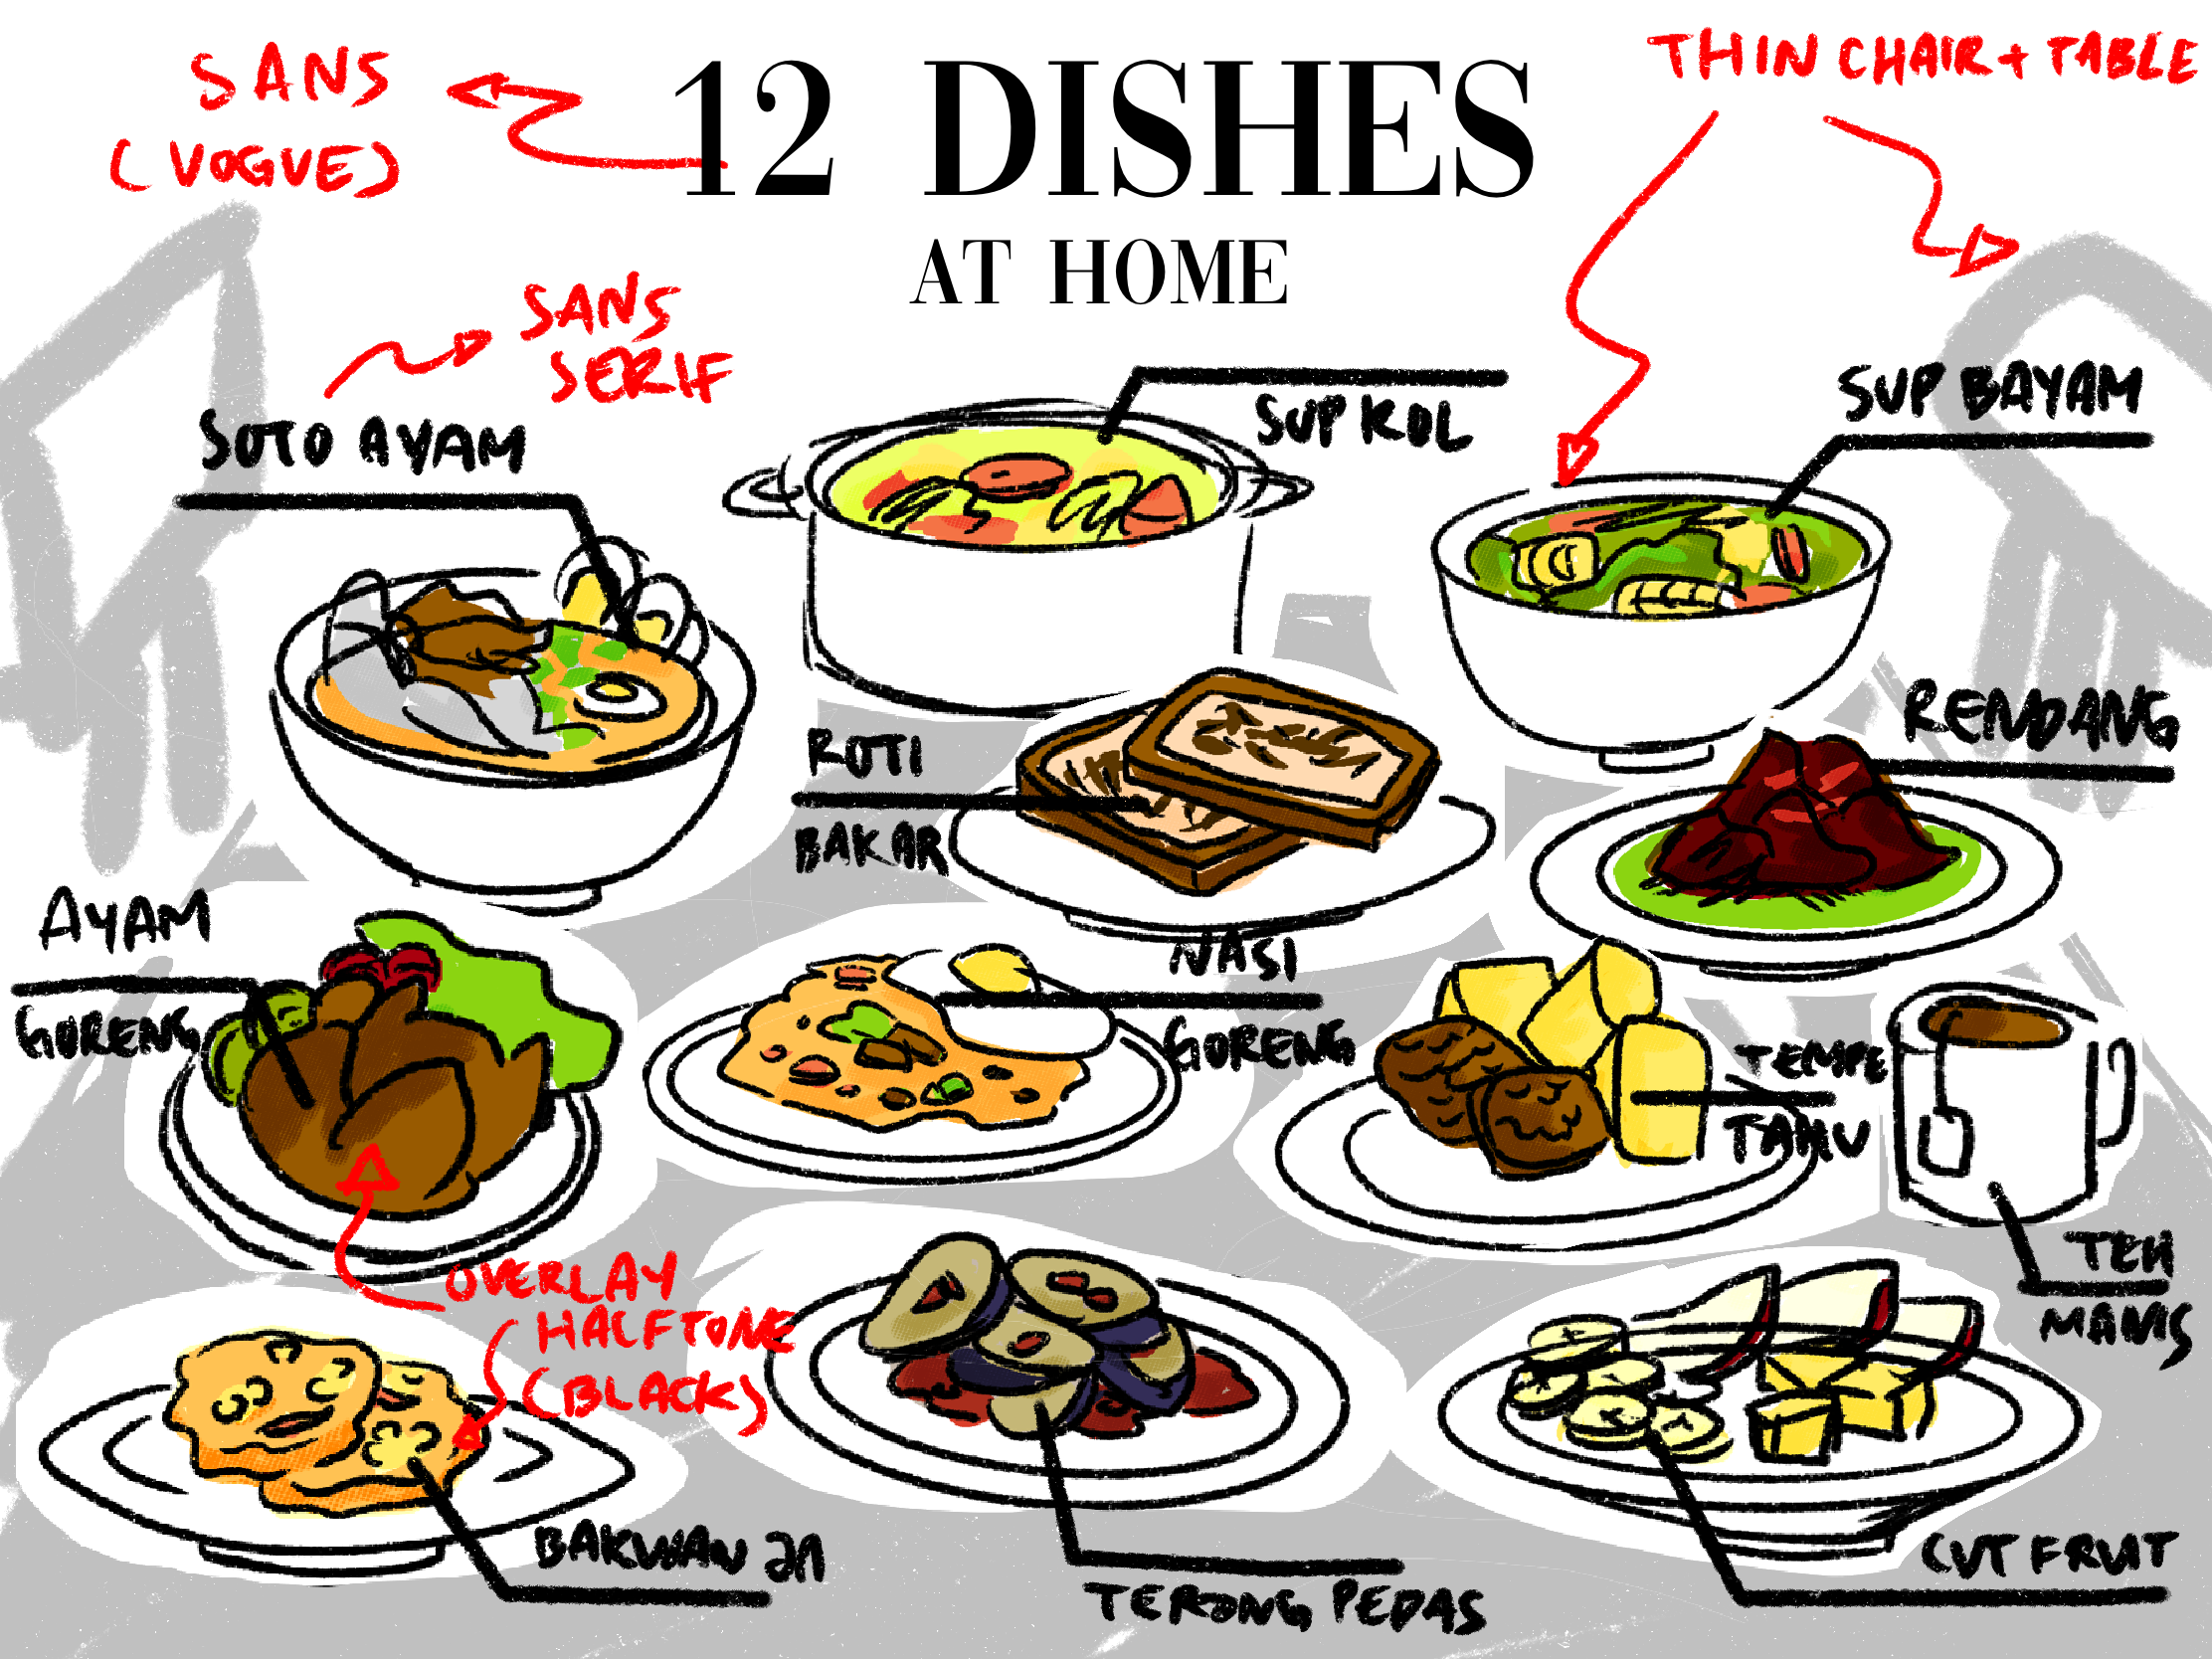 12 DISHES
AT HOME
SANS
(VOGUE)
THIN CHAIR + TABLE
SANS
SERIF
SOTO AYAM
SUP KOL
SUP BAYAM
ROTI
BAKAR
RENDANG
AYAM
GORENG
NASI
GORENG
TEMPE
TAHU
TEH
MANIS
OVERLAY
HALFTONE
(BLACK)
BAKWAN
TERONG PEDAS
CUT FRUIT